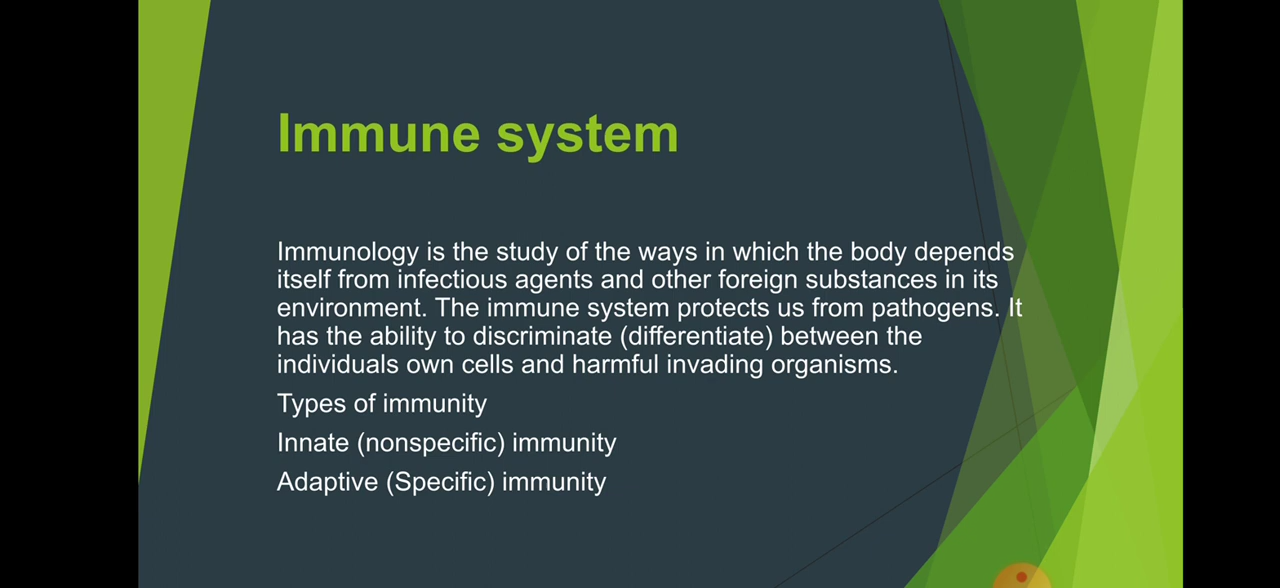 Immune system
Immunology is the study of the ways in which the body depends
itself from infectious agents and other foreign substances in its
environment. The immune system protects us from pathogens. It
has the ability to discriminate (differentiate) between the
individuals own cells and harmful invading organisms.
Types of immunity
Innate (nonspecific) immunity
Adaptive (Specific) immunity